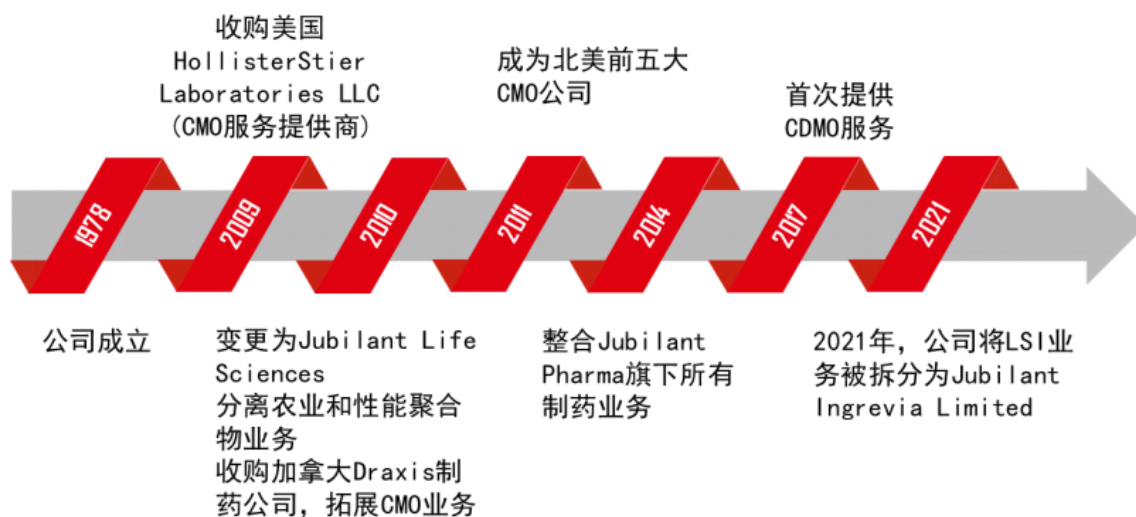 收购美国
HollisterStier
Laboratories LLC
(CMO服务提供商)
成为北美前五大
CMO公司
首次提供
CDMO服务
1978
2009
2010
2011
2014
2017
2021
公司成立
变更为Jubilant Life
Sciences
分离农业和性能聚合
物业务
收购加拿大Draxis制
药公司，拓展CMO业务
整合Jubilant
Pharma旗下所有
制药业务
2021年，公司将LSI业
务被拆分为Jubilant
Ingrevia Limited